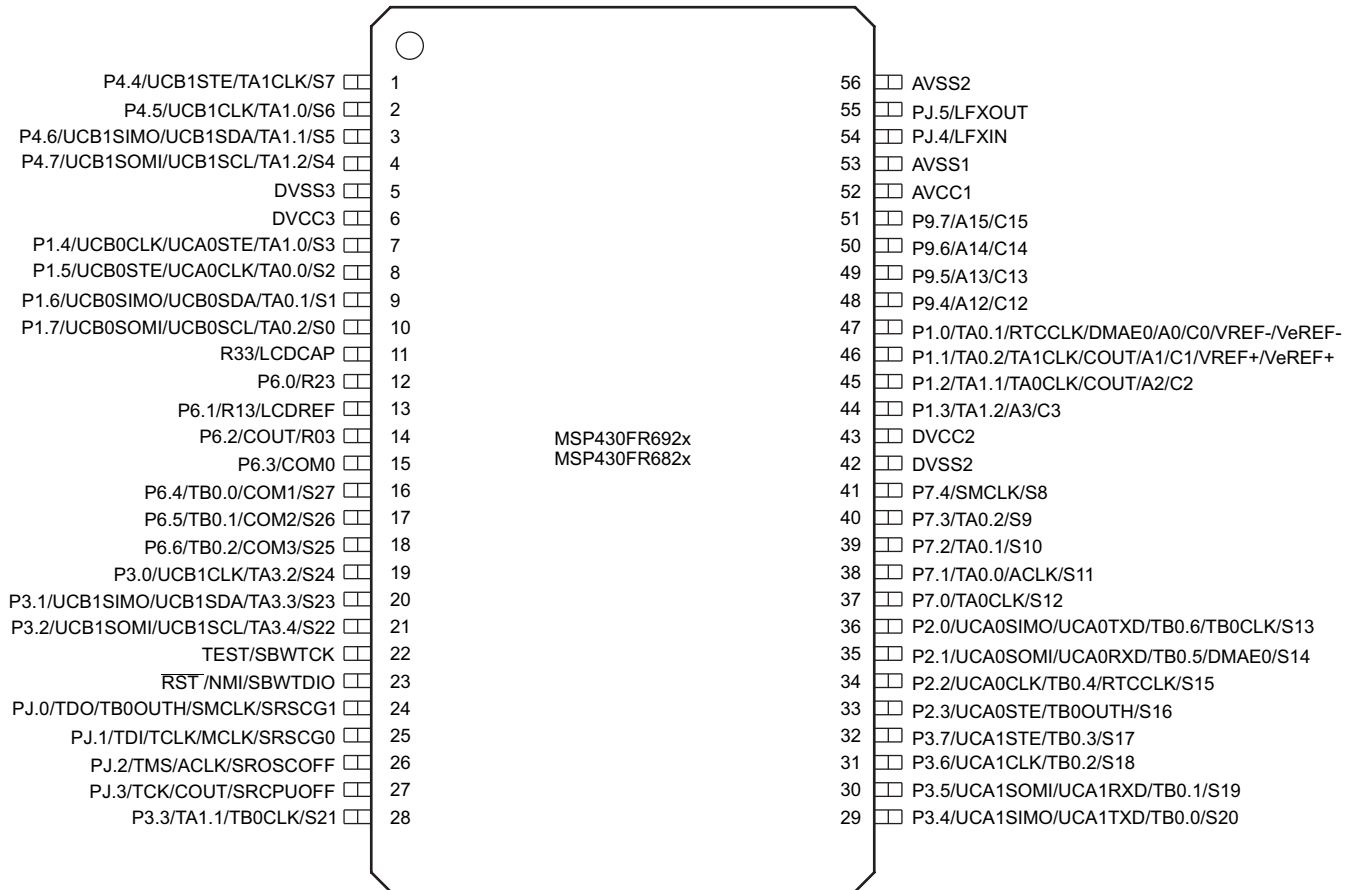 P4.4/UCB1STE/TA1CLK/S7 1
P4.5/UCB1CLK/TA1.0/S6 2
P4.6/UCB1SIMO/UCB1SDA/TA1.1/S5 3
P4.7/UCB1SOMI/UCB1SCL/TA1.2/S4 4
DVSS3 5
DVCC3 6
P1.4/UCB0CLK/UCA0STE/TA1.0/S3 7
P1.5/UCB0STE/UCA0CLK/TA0.0/S2 8
P1.6/UCB0SIMO/UCB0SDA/TA0.1/S1 9
P1.7/UCB0SOMI/UCB0SCL/TA0.2/S0 10
R33/LCDCAP 11
P6.0/R23 12
P6.1/R13/LCDREF 13
P6.2/COUT/R03 14
P6.3/COM0 15
P6.4/TB0.0/COM1/S27 16
P6.5/TB0.1/COM2/S26 17
P6.6/TB0.2/COM3/S25 18
P3.0/UCB1CLK/TA3.2/S24 19
P3.1/UCB1SIMO/UCB1SDA/TA3.3/S23 20
P3.2/UCB1SOMI/UCB1SCL/TA3.4/S22 21
TEST/SBWTCK 22
RST/NMI/SBWTDIO 23
PJ.0/TDO/TB0OUTH/SMCLK/SRSCG1 24
PJ.1/TDI/TCLK/MCLK/SRSCG0 25
PJ.2/TMS/ACLK/SROSCOFF 26
PJ.3/TCK/COUT/SRCPUOFF 27
P3.3/TA1.1/TB0CLK/S21 28
MSP430FR692x
MSP430FR682x
56 AVSS2
55 PJ.5/LFXOUT
54 PJ.4/LFXIN
53 AVSS1
52 AVCC1
51 P9.7/A15/C15
50 P9.6/A14/C14
49 P9.5/A13/C13
48 P9.4/A12/C12
47 P1.0/TA0.1/RTCCLK/DMAE0/A0/C0/VREF-/VeREF-
46 P1.1/TA0.2/TA1CLK/COUT/A1/C1/VREF+/VeREF+
45 P1.2/TA1.1/TA0CLK/COUT/A2/C2
44 P1.3/TA1.2/A3/C3
43 DVCC2
42 DVSS2
41 P7.4/SMCLK/S8
40 P7.3/TA0.2/S9
39 P7.2/TA0.1/S10
38 P7.1/TA0.0/ACLK/S11
37 P7.0/TA0CLK/S12
36 P2.0/UCA0SIMO/UCA0TXD/TB0.6/TB0CLK/S13
35 P2.1/UCA0SOMI/UCA0RXD/TB0.5/DMAE0/S14
34 P2.2/UCA0CLK/TB0.4/RTCCLK/S15
33 P2.3/UCA0STE/TB0OUTH/S16
32 P3.7/UCA1STE/TB0.3/S17
31 P3.6/UCA1CLK/TB0.2/S18
30 P3.5/UCA1SOMI/UCA1RXD/TB0.1/S19
29 P3.4/UCA1SIMO/UCA1TXD/TB0.0/S20